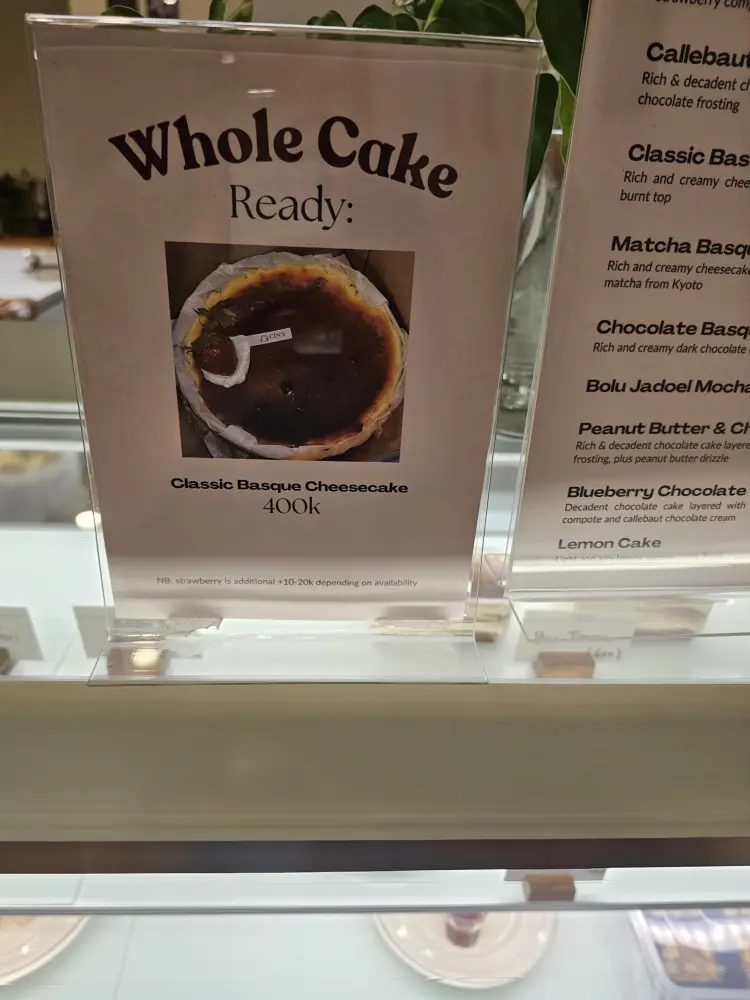 Whole Cake
Ready:
Classic Basque Cheesecake
400k
NB: strawberry is additional +10-20k depending on availability
Callebaut
Rich & decadent
chocolate frosting
Classic Bas
Rich and creamy chee
burnt top
Matcha Basqu
Rich and creamy cheesecake
matcha from Kyoto
Chocolate Basq
Rich and creamy dark chocolate
Bolu Jadoel Mocha
Peanut Butter & Ch
Rich & decadent chocolate cake layere
frosting, plus peanut butter drizzle
Blueberry Chocolate
Decadent chocolate cake layered with
compote and callebaut chocolate cream
Lemon Cake